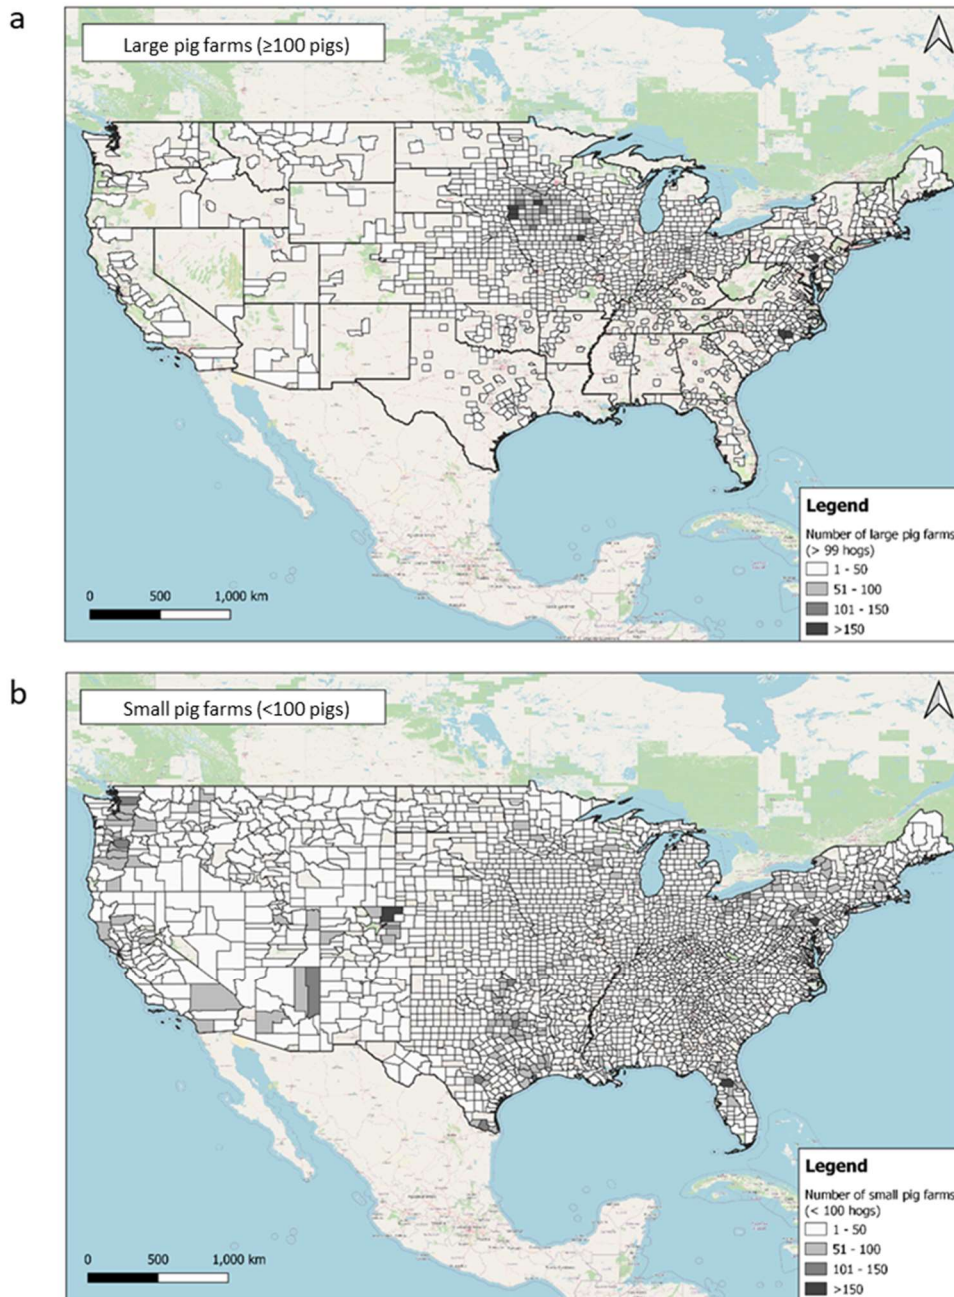 a
Large pig farms (≥100 pigs)
0 500 1,000 km
Legend
Number of large pig farms
(> 99 hogs)
1 - 50
51 - 100
101 - 150
>150
b
Small pig farms (<100 pigs)
0 500 1,000 km
Legend
Number of small pig farms
(< 100 hogs)
1 - 50
51 - 100
101 - 150
>150